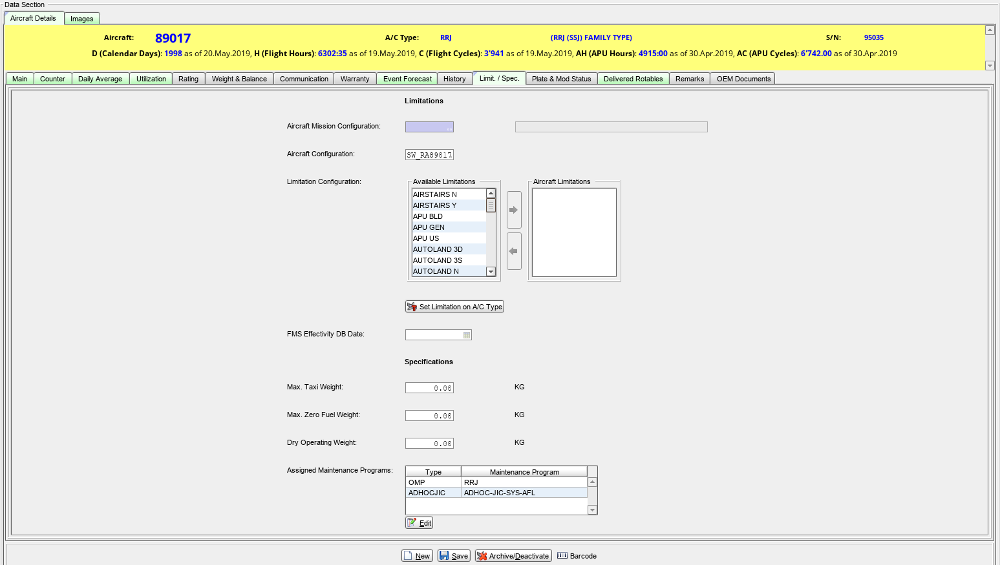 Data Section
Aircraft Details Images
Aircraft: 89017 A/C Type: RRJ (RRJ (SSJ) FAMILY TYPE) S/N: 95035
D (Calendar Days): 1998 as of 20.May.2019, H (Flight Hours): 6302:35 as of 19.May.2019, C (Flight Cycles): 3'941 as of 19.May.2019, AH (APU Hours): 4915:00 as of 30.Apr.2019, AC (APU Cycles): 6'742.00 as of 30.Apr.2019
Main Counter Daily Average Utilization Rating Weight & Balance Communication Warranty Event Forecast History Limit. / Spec. Plate & Mod Status Delivered Rotables Remarks OEM Documents
Limitations
Aircraft Mission Configuration:
Aircraft Configuration: SW_RA89017
Limitation Configuration: Available Limitations Aircraft Limitations
AIRSTAIRS N
AIRSTAIRS Y
APU BLD
APU GEN
APU US
AUTOLAND 3D
AUTOLAND 3S
AUTOLAND N
Set Limitation on A/C Type
FMS Effectivity DB Date:
Specifications
Max. Taxi Weight: 0.00 KG
Max. Zero Fuel Weight: 0.00 KG
Dry Operating Weight: 0.00 KG
Assigned Maintenance Programs: Type Maintenance Program
OMP RRJ
ADHOCJIC ADHOC-JIC-SYS-AFL
Edit
New Save Archive/Deactivate Barcode